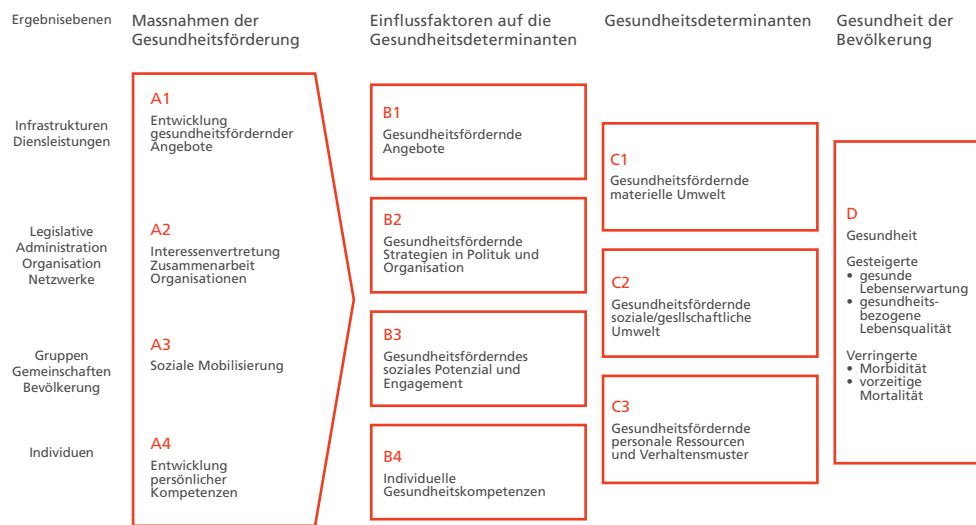 Ergebnisebenen
Massnahmen der
Gesundheitsförderung
Einflussfaktoren auf die
Gesundheitsdeterminanten
Gesundheitsdeterminanten
Gesundheit der
Bevölkerung
Infrastrukturen
Diensleistungen
Legislative
Administration
Organisation
Netzwerke
Gruppen
Gemeinschaften
Bevölkerung
Individuen
A1
Entwicklung
gesundheitsfördernder
Angebote
A2
Interessenvertretung
Zusammenarbeit
Organisationen
A3
Soziale Mobilisierung
A4
Entwicklung
persönlicher
Kompetenzen
B1
Gesundheitsfördernde
Angebote
B2
Gesundheitsfördernde
Strategien in Polituk und
Organisation
B3
Gesundheitsförderndes
soziales Potenzial und
Engagement
B4
Individuelle
Gesundheitskompetenzen
C1
Gesundheitsfördernde
materielle Umwelt
C2
Gesundheitsfördernde
soziale/gesllschaftliche
Umwelt
C3
Gesundheitsfördernde
personale Ressourcen
und Verhaltensmuster
D
Gesundheit
Gesteigerte
• gesunde
Lebenserwartung
• gesundheits-
bezogene
Lebensqualität
Verringerte
• Morbidität
• vorzeitige
Mortalität